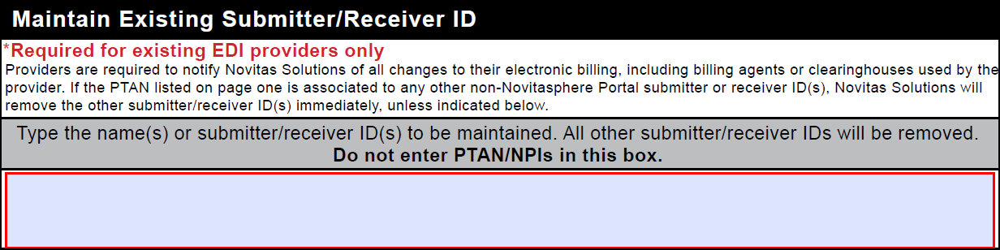 Maintain Existing Submitter/Receiver ID
*Required for existing EDI providers only
Providers are required to notify Novitas Solutions of all changes to their electronic billing, including billing agents or clearinghouses used by the
provider. If the PTAN listed on page one is associated to any other non-Novitasphere Portal submitter or receiver ID(s), Novitas Solutions will
remove the other submitter/receiver ID(s) immediately, unless indicated below.
Type the name(s) or submitter/receiver ID(s) to be maintained. All other submitter/receiver IDs will be removed.
Do not enter PTAN/NPIs in this box.